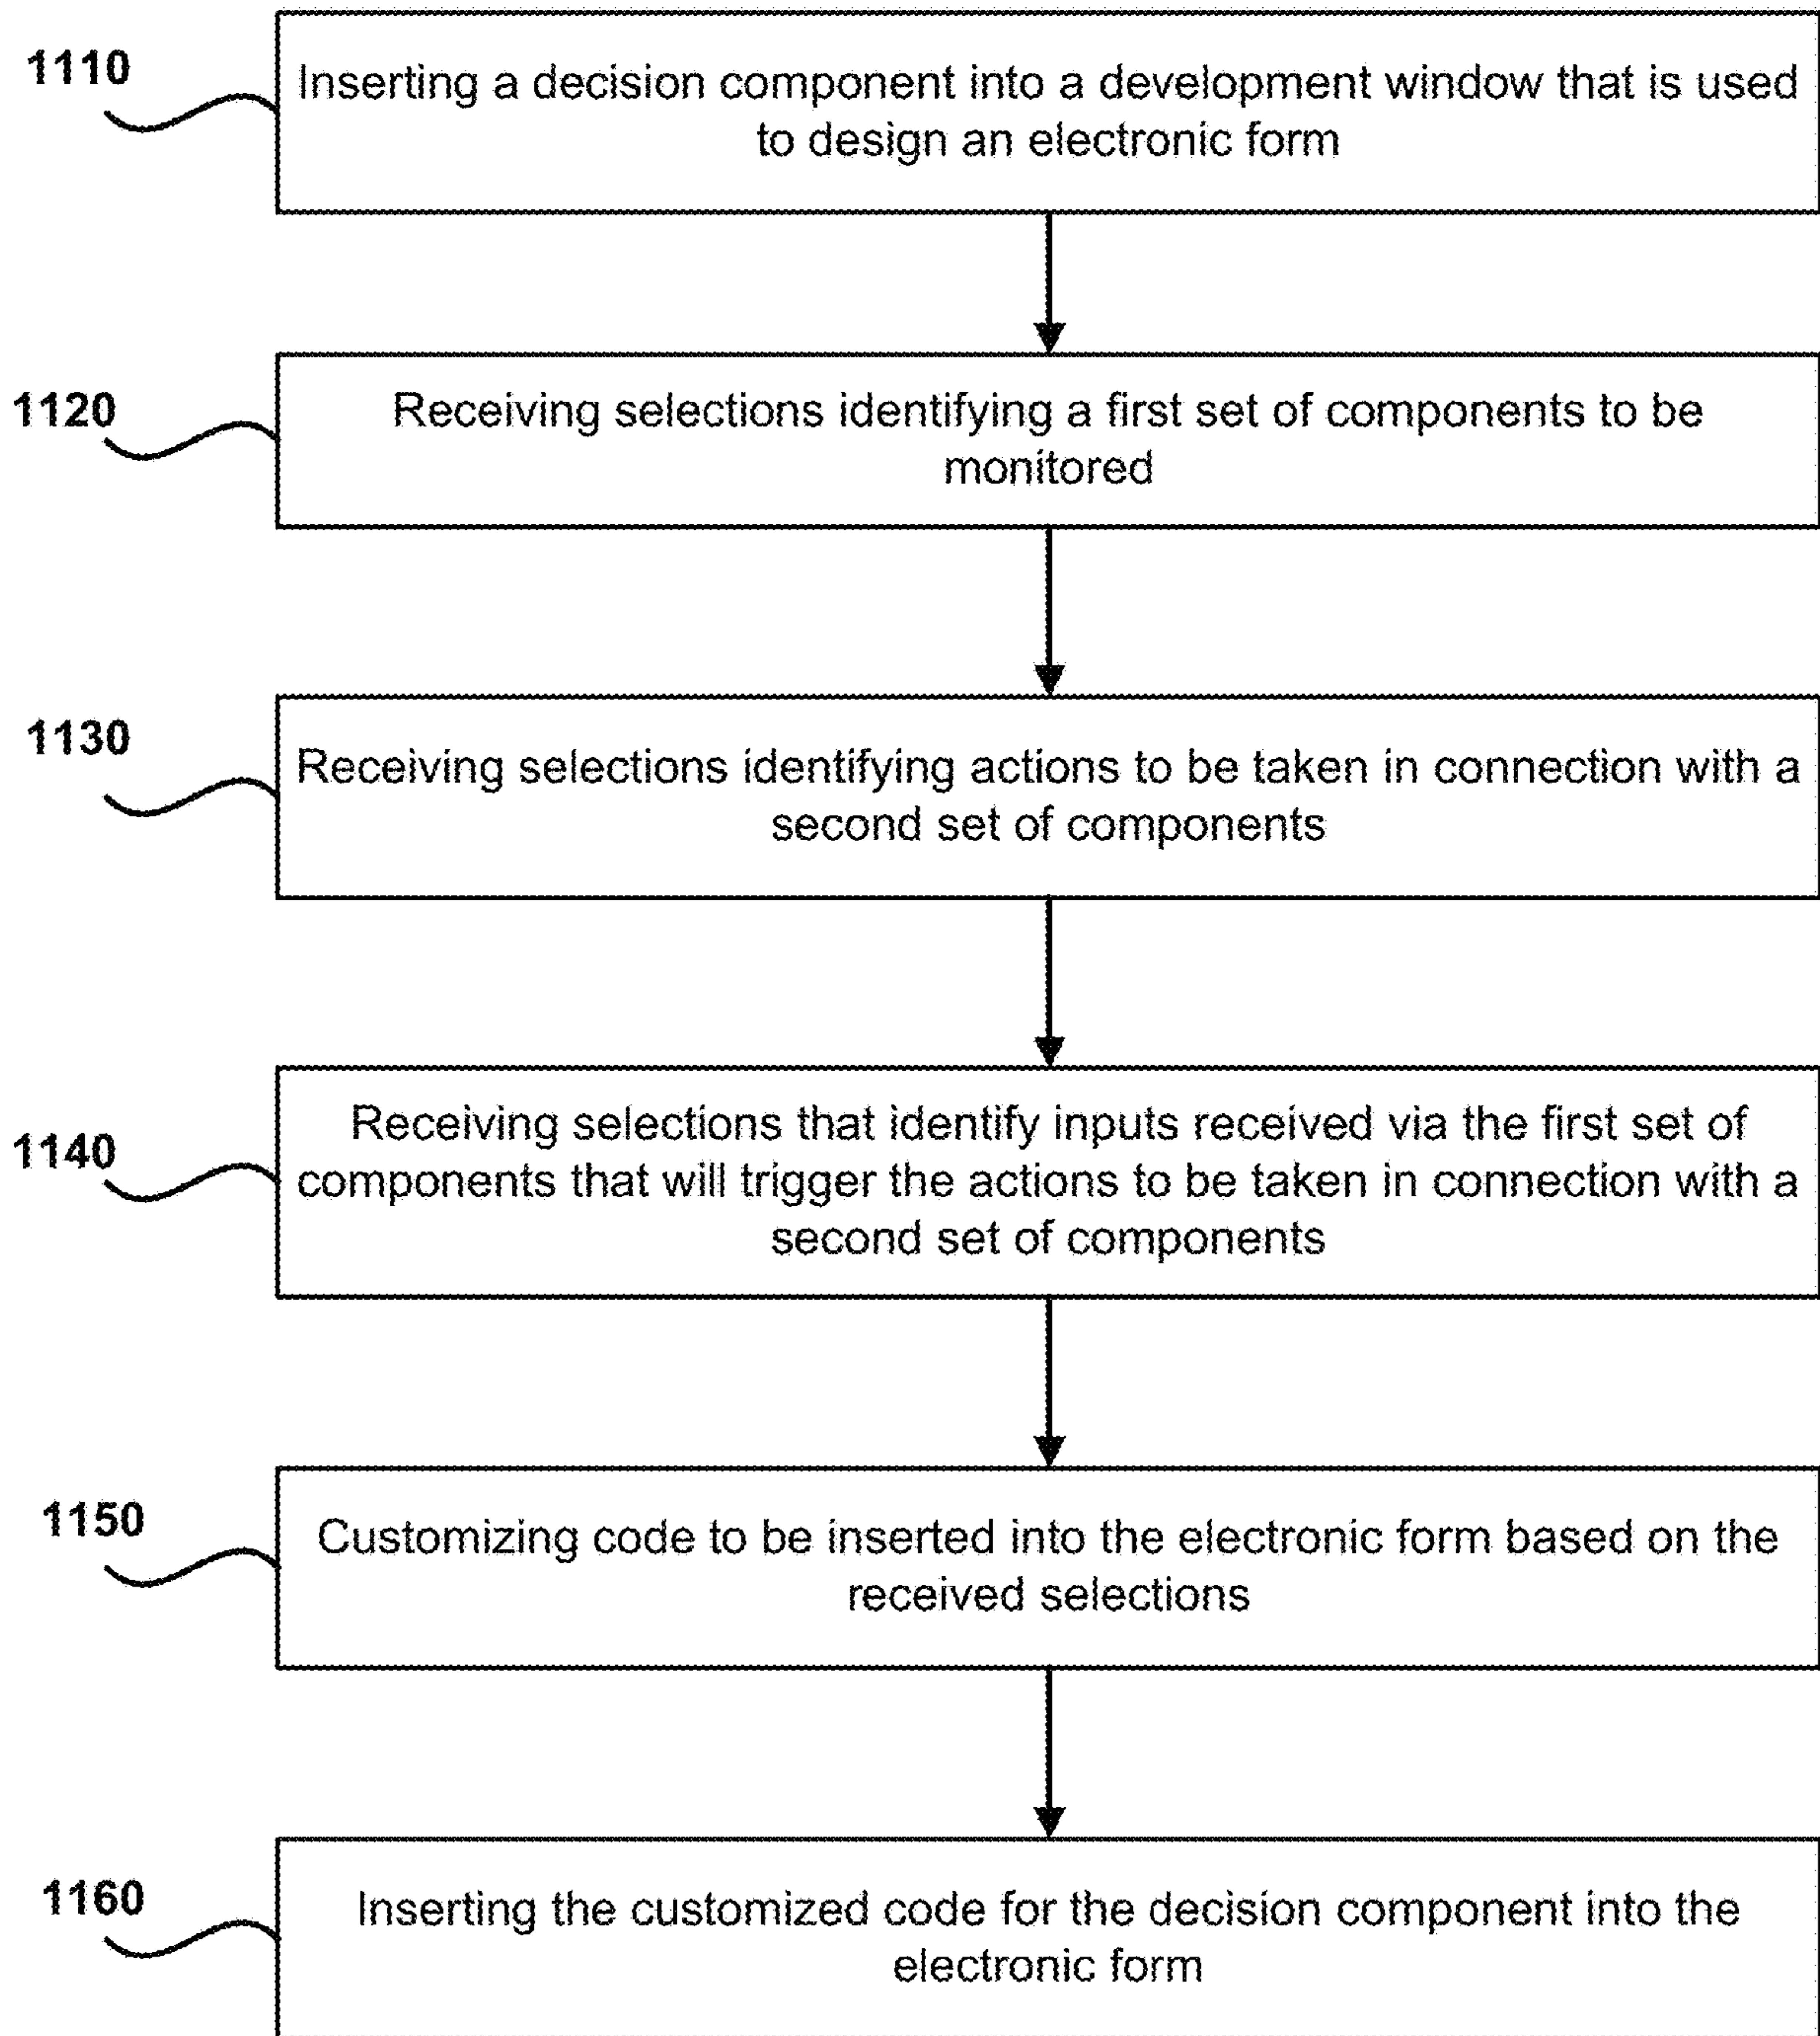 1110
Inserting a decision component into a development window that is used
to design an electronic form
1120
Receiving selections identifying a first set of components to be
monitored
1130
Receiving selections identifying actions to be taken in connection with a
second set of components
1140
Receiving selections that identify inputs received via the first set of
components that will trigger the actions to be taken in connection with a
second set of components
1150
Customizing code to be inserted into the electronic form based on the
received selections
1160
Inserting the customized code for the decision component into the
electronic form